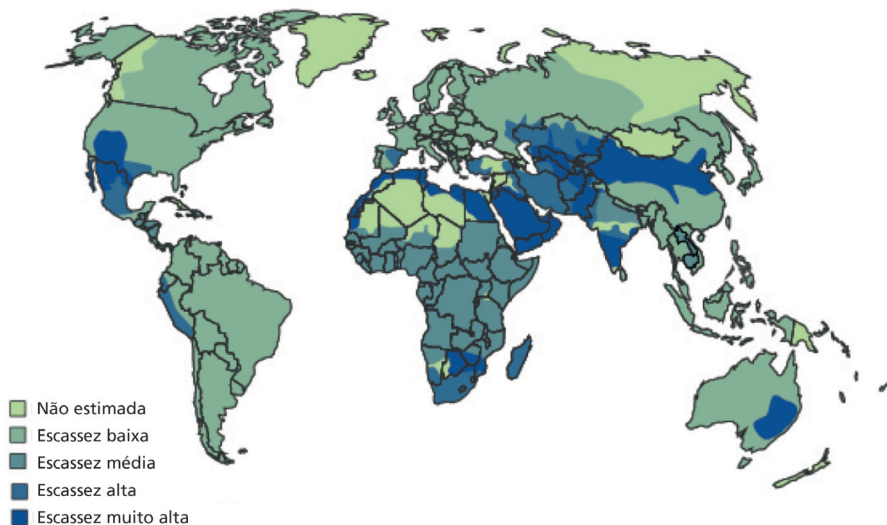 Não estimada
Escassez baixa
Escassez média
Escassez alta
Escassez muito alta